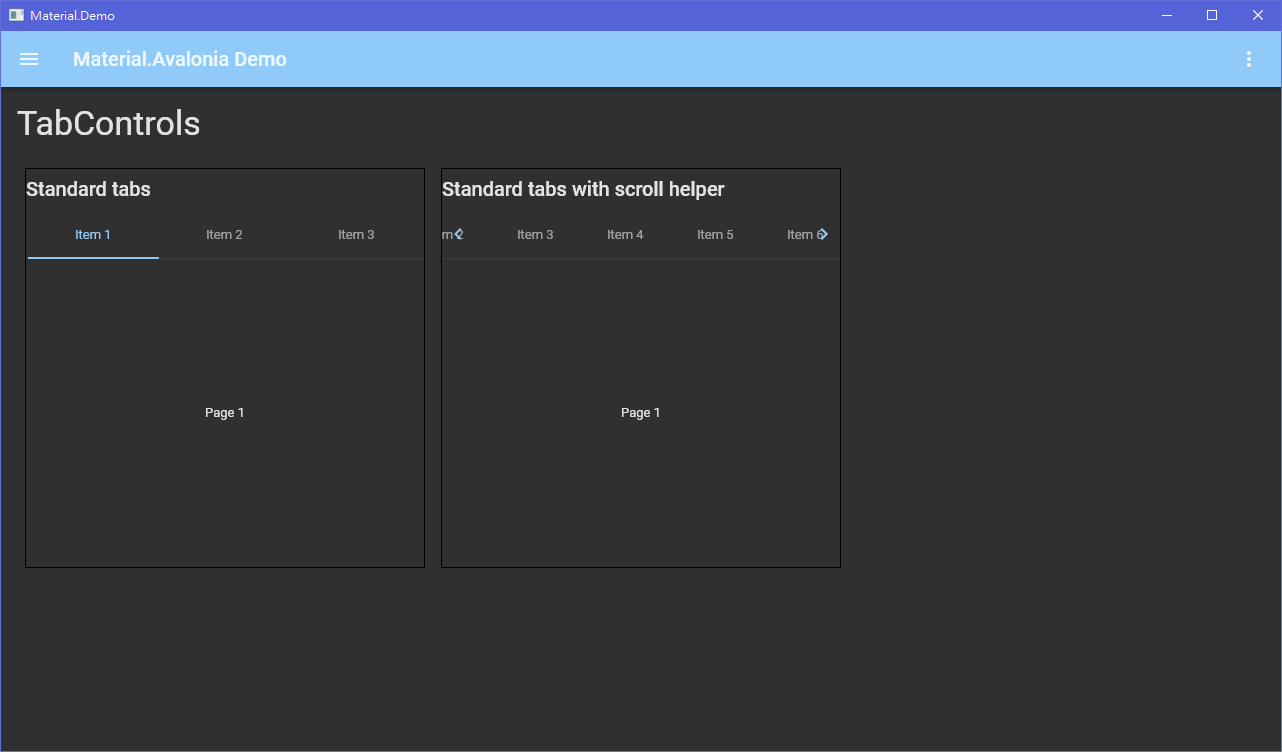 Material.Demo
Material.Avalonia Demo
TabControls
Standard tabs
Item 1 Item 2 Item 3
Page 1
Standard tabs with scroll helper
m 2 Item 3 Item 4 Item 5 Item 6
Page 1